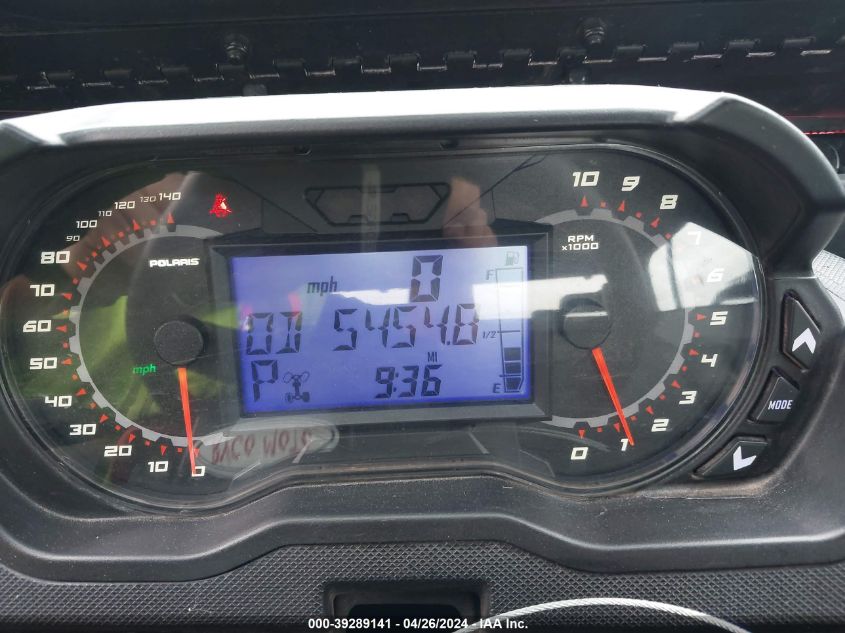 80 90 100 110 120 130 140
70
60
50
40
30
20
10
0
POLARIS
mph
mph 0
OD 5454.8
MI
P 9:36
F
1/2
E
RPM
x1000
10 9 8 7 6 5 4 3 2 1 0
MODE
000-39289141 - 04/26/2024 - IAA Inc.